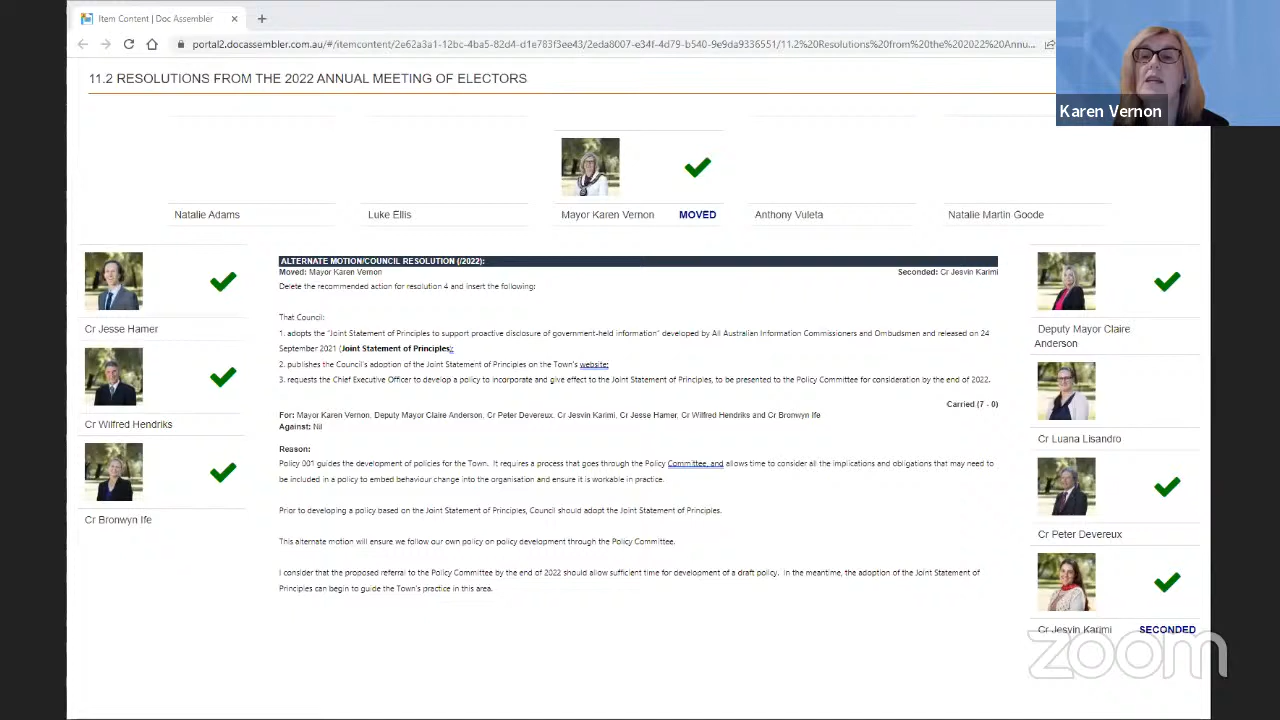 Item Content | Doc Assembler
portal2.docassembler.com.au/#/itemcontent/2e62a3a1-12bc-4ba5-82d4-d1e783f3ee43/2eda8007-e34f-4d79-b540-9e9da9336551/11.2%20Resolutions%20from%20the%202022%20Annu...
Karen Vernon
11.2 RESOLUTIONS FROM THE 2022 ANNUAL MEETING OF ELECTORS
Natalie Adams
Luke Ellis
Mayor Karen Vernon MOVED
Anthony Vuleta
Natalie Martin Goode
Cr Jesse Hamer
Cr Wilfred Hendriks
Cr Bronwyn Ife
ALTERNATE MOTION/COUNCIL RESOLUTION (/2022):
Moved: Mayor Karen Vernon Seconded: Cr Jesvin Karimi
Delete the recommended action for resolution 4 and insert the following:
That Council:
1. adopts the "Joint Statement of Principles to support proactive disclosure of government-held information" developed by All Australian Information Commissioners and Ombudsmen and released on 24
September 2021 (Joint Statement of Principles);
2. publishes the Council's adoption of the Joint Statement of Principles on the Town's website;
3. requests the Chief Executive Officer to develop a policy to incorporate and give effect to the Joint Statement of Principles, to be presented to the Policy Committee for consideration by the end of 2022.
Carried (7 - 0)
For: Mayor Karen Vernon, Deputy Mayor Claire Anderson, Cr Peter Devereux, Cr Jesvin Karimi, Cr Jesse Hamer, Cr Wilfred Hendriks and Cr Bronwyn Ife
Against: Nil
Reason:
Policy 001 guides the development of policies for the Town. It requires a process that goes through the Policy Committee, and allows time to consider all the implications and obligations that may need to
be included in a policy to embed behaviour change into the organisation and ensure it is workable in practice.
Prior to developing a policy based on the Joint Statement of Principles, Council should adopt the Joint Statement of Principles.
This alternate motion will ensure we follow our own policy on policy development through the Policy Committee.
I consider that the proposed referral to the Policy Committee by the end of 2022 should allow sufficient time for development of a draft policy. In the meantime, the adoption of the Joint Statement of
Principles can begin to guide the Town's practice in this area.
Deputy Mayor Claire
Anderson
Cr Luana Lisandro
Cr Peter Devereux
Cr Jesvin Karimi SECONDED
zoom